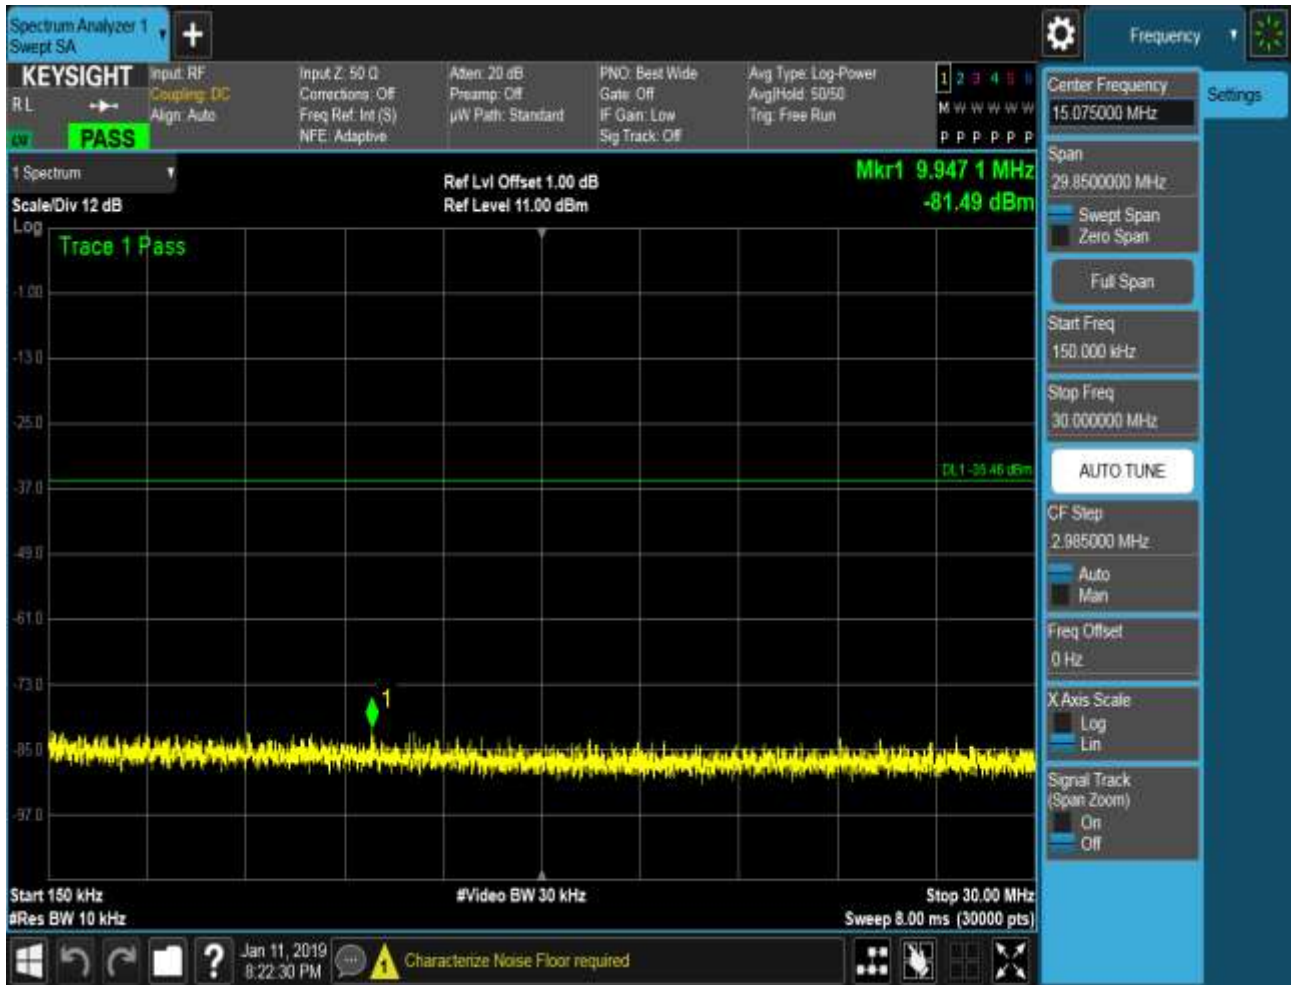 Spectrum Analyzer 1
Swept SA
+
Frequency
KEYSIGHT
R L
PASS
Input: RF
Coupling: DC
Align: Auto
Input Z: 50 Ω
Corrections: Off
Freq Ref: Int (S)
NFE: Adaptive
Atten: 20 dB
Preamp: Off
µW Path: Standard
PNO: Best Wide
Gate: Off
IF Gain: Low
Sig Track: Off
Avg Type: Log-Power
Avg|Hold: 50/50
Trig: Free Run
1 2 3 4 5 6
M W W W W W
P P P P P P
1 Spectrum
Scale/Div 12 dB
Ref Lvl Offset 1.00 dB
Ref Level 11.00 dBm
Mkr1 9.947 1 MHz
-81.49 dBm
Log
Trace 1 Pass
-1.00
-13.0
-25.0
DL1 -35.46 dBm
-37.0
-49.0
-61.0
-73.0
1
-85.0
-97.0
Start 150 kHz
#Video BW 30 kHz
Stop 30.00 MHz
#Res BW 10 kHz
Sweep 8.00 ms (30000 pts)
?
Jan 11, 2019
8:22:30 PM
1
Characterize Noise Floor required
Center Frequency
15.075000 MHz
Settings
Span
29.8500000 MHz
Swept Span
Zero Span
Full Span
Start Freq
150.000 kHz
Stop Freq
30.000000 MHz
AUTO TUNE
CF Step
2.985000 MHz
Auto
Man
Freq Offset
0 Hz
X Axis Scale
Log
Lin
Signal Track
(Span Zoom)
On
Off